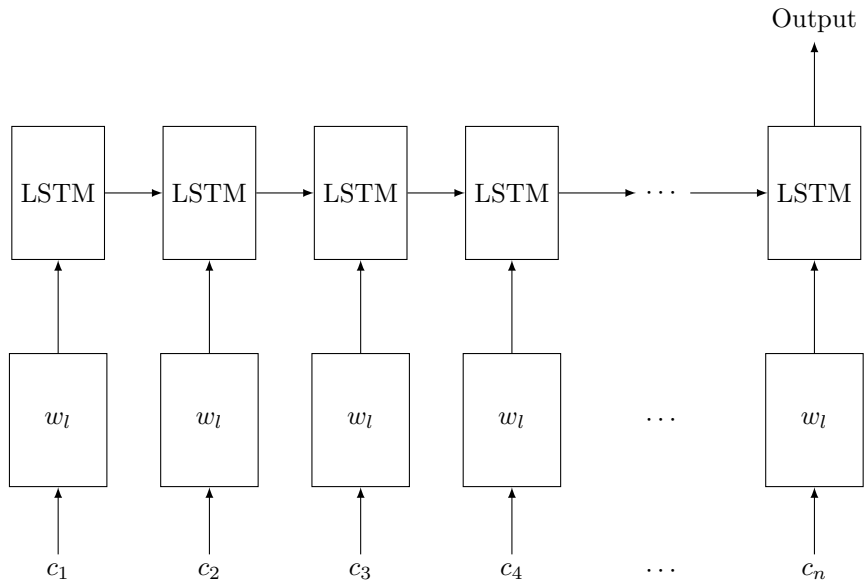 Output
LSTM LSTM LSTM LSTM ··· LSTM
w_l w_l w_l w_l ··· w_l
c_1 c_2 c_3 c_4 ··· c_n